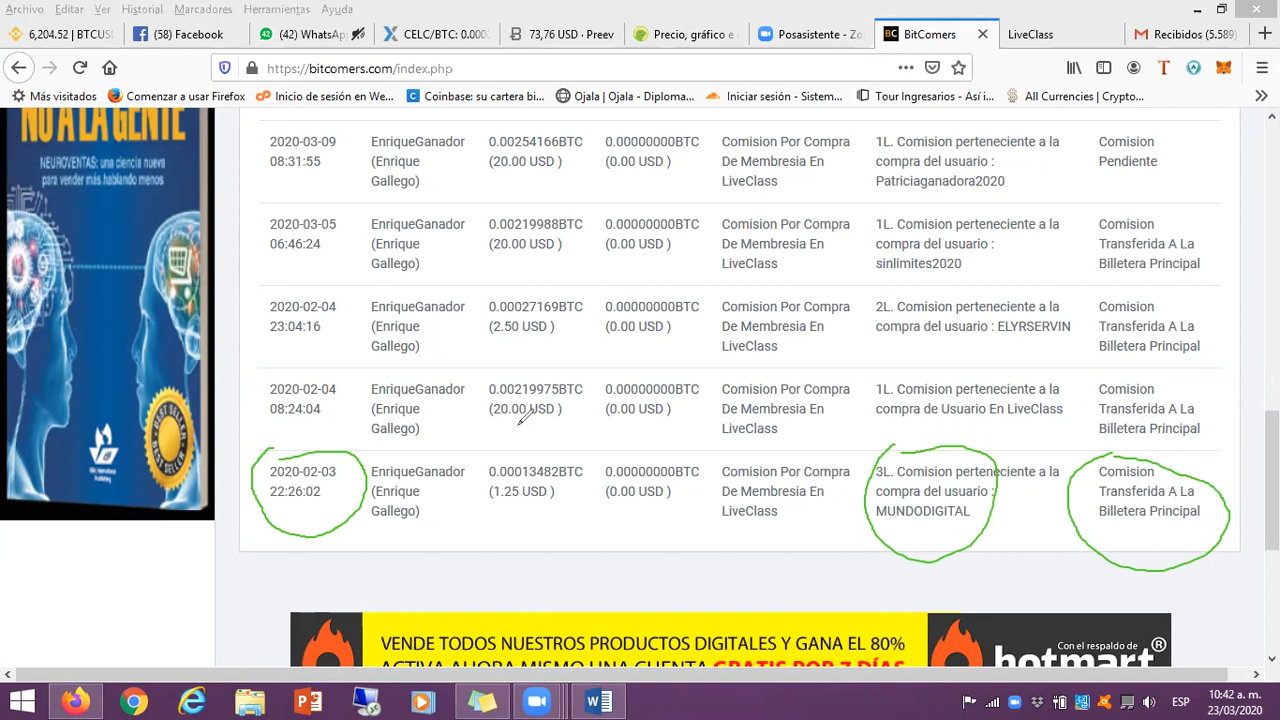 Archivo Editar Ver Historial Marcadores Herramientas Ayuda
6,204.52 | BTCUS
(58) Facebook
(42) WhatsApp
CELC/BTG: 0.000
73,76 USD · Preev
Precio, gráfico e
Posasistente - Zo
BitComers
LiveClass
Recibidos (5.589)
https://bitcomers.com/index.php
Más visitados
Comenzar a usar Firefox
Inicio de sesión en We...
Coinbase: su cartera bi...
Ojala | Ojala - Diploma...
Iniciar sesión - Sistem...
Tour Ingresarios - Así i...
All Currencies | Crypto...
NO A LA GENTE
NEUROVENTAS: una ciencia nueva
para vender más hablando menos
BEST SELLER
2020-03-09 EnriqueGanador 0.00254166BTC 0.00000000BTC Comision Por Compra 1L. Comision perteneciente a la Comision
08:31:55 (Enrique (20.00 USD ) (0.00 USD ) De Membresia En compra del usuario : Pendiente
Gallego) LiveClass Patriciaganadora2020
2020-03-05 EnriqueGanador 0.00219988BTC 0.00000000BTC Comision Por Compra 1L. Comision perteneciente a la Comision
06:46:24 (Enrique (20.00 USD ) (0.00 USD ) De Membresia En compra del usuario : Transferida A La
Gallego) LiveClass sinlimites2020 Billetera Principal
2020-02-04 EnriqueGanador 0.00027169BTC 0.00000000BTC Comision Por Compra 2L. Comision perteneciente a la Comision
23:04:16 (Enrique (2.50 USD ) (0.00 USD ) De Membresia En compra del usuario : ELYRSERVIN Transferida A La
Gallego) LiveClass Billetera Principal
2020-02-04 EnriqueGanador 0.00219975BTC 0.00000000BTC Comision Por Compra 1L. Comision perteneciente a la Comision
08:24:04 (Enrique (20.00 USD ) (0.00 USD ) De Membresia En compra de Usuario En LiveClass Transferida A La
Gallego) LiveClass Billetera Principal
2020-02-03 EnriqueGanador 0.00013482BTC 0.00000000BTC Comision Por Compra 3L. Comision perteneciente a la Comision
22:26:02 (Enrique (1.25 USD ) (0.00 USD ) De Membresia En compra del usuario : Transferida A La
Gallego) LiveClass MUNDODIGITAL Billetera Principal
VENDE TODOS NUESTROS PRODUCTOS DIGITALES Y GANA EL 80%
ACTIVA AHORA MISMO UNA CUENTA GRATIS POR 7 DÍAS
Con el respaldo de
hotmart ®
ESP
10:42 a. m.
23/03/2020